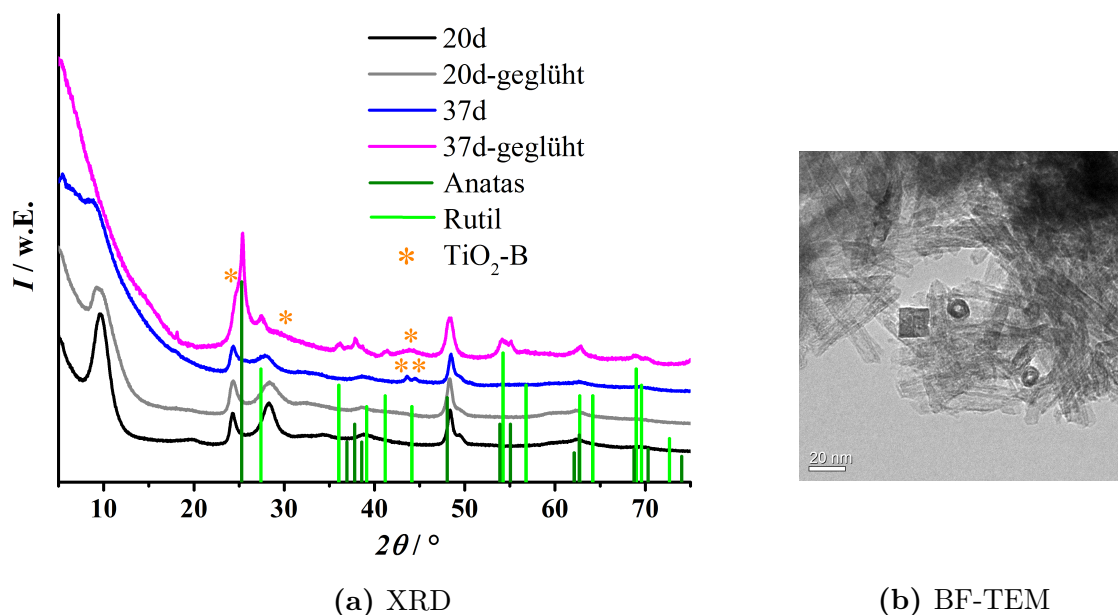 20d
20d-geglüht
37d
37d-geglüht
Anatas
Rutil
* TiO₂-B
I / w.E.
*
*
*
* *
10 20 30 40 50 60 70
2θ / °
20 nm
(a) XRD
(b) BF-TEM